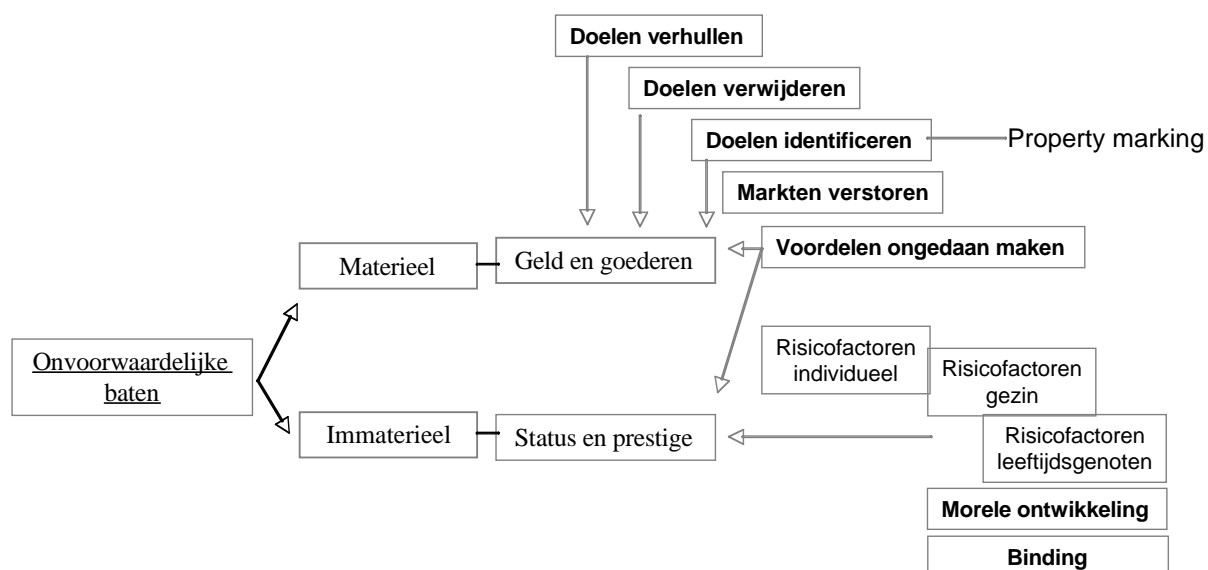 Doelen verhullen
Doelen verwijderen
Doelen identificeren
Property marking
Markten verstoren
Voordelen ongedaan maken
Materieel
Geld en goederen
Onvoorwaardelijke
baten
Risicofactoren
individueel
Risicofactoren
gezin
Immaterieel
Status en prestige
Risicofactoren
leeftijdsgenoten
Morele ontwikkeling
Binding